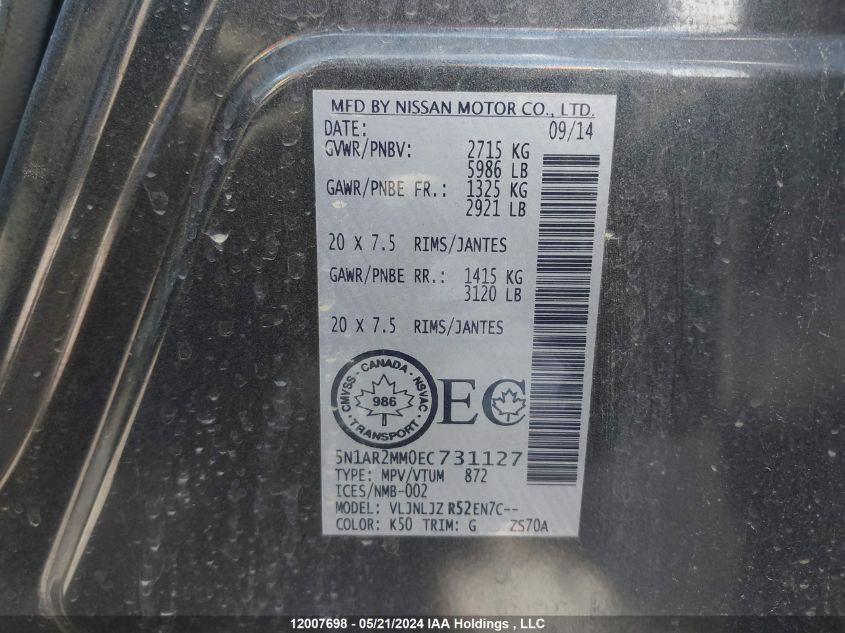 MFD BY NISSAN MOTOR CO., LTD.
DATE: 09/14
GVWR/PNBV: 2715 KG
5986 LB
GAWR/PNBE FR.: 1325 KG
2921 LB
20 X 7.5 RIMS/JANTES
GAWR/PNBE RR.: 1415 KG
3120 LB
20 X 7.5 RIMS/JANTES
CMVSS - CANADA - NSVAC - TRANSPORT -
986
EC
5N1AR2MM0EC731127
TYPE: MPV/VTUM 872
ICES/NMB-002
MODEL: VLJNLJZ R52EN7C--
COLOR: K50 TRIM: G ZS70A
12007698 - 05/21/2024 IAA Holdings , LLC